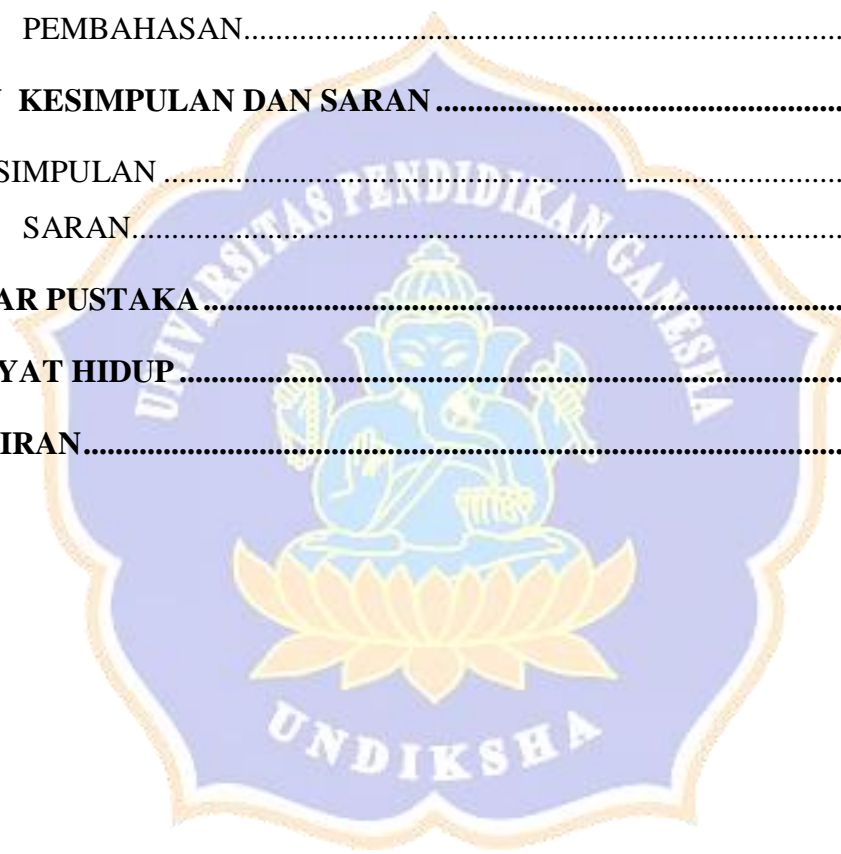 PEMBAHASAN
KESIMPULAN DAN SARAN
SIMPULAN
SARAN
AR PUSTAKA
YAT HIDUP
IRAN
UNIVERSITAS PENDIDIKAN GANESHA
UNDIKSHA